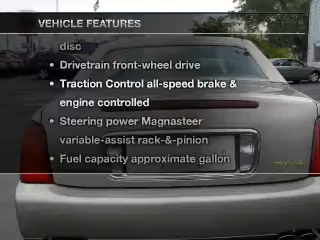 VEHICLE FEATURES
disc
• Drivetrain front-wheel drive
• Traction Control all-speed brake &
engine controlled
• Steering power Magnasteer
variable-assist rack-&-pinion
• Fuel capacity approximate gallon